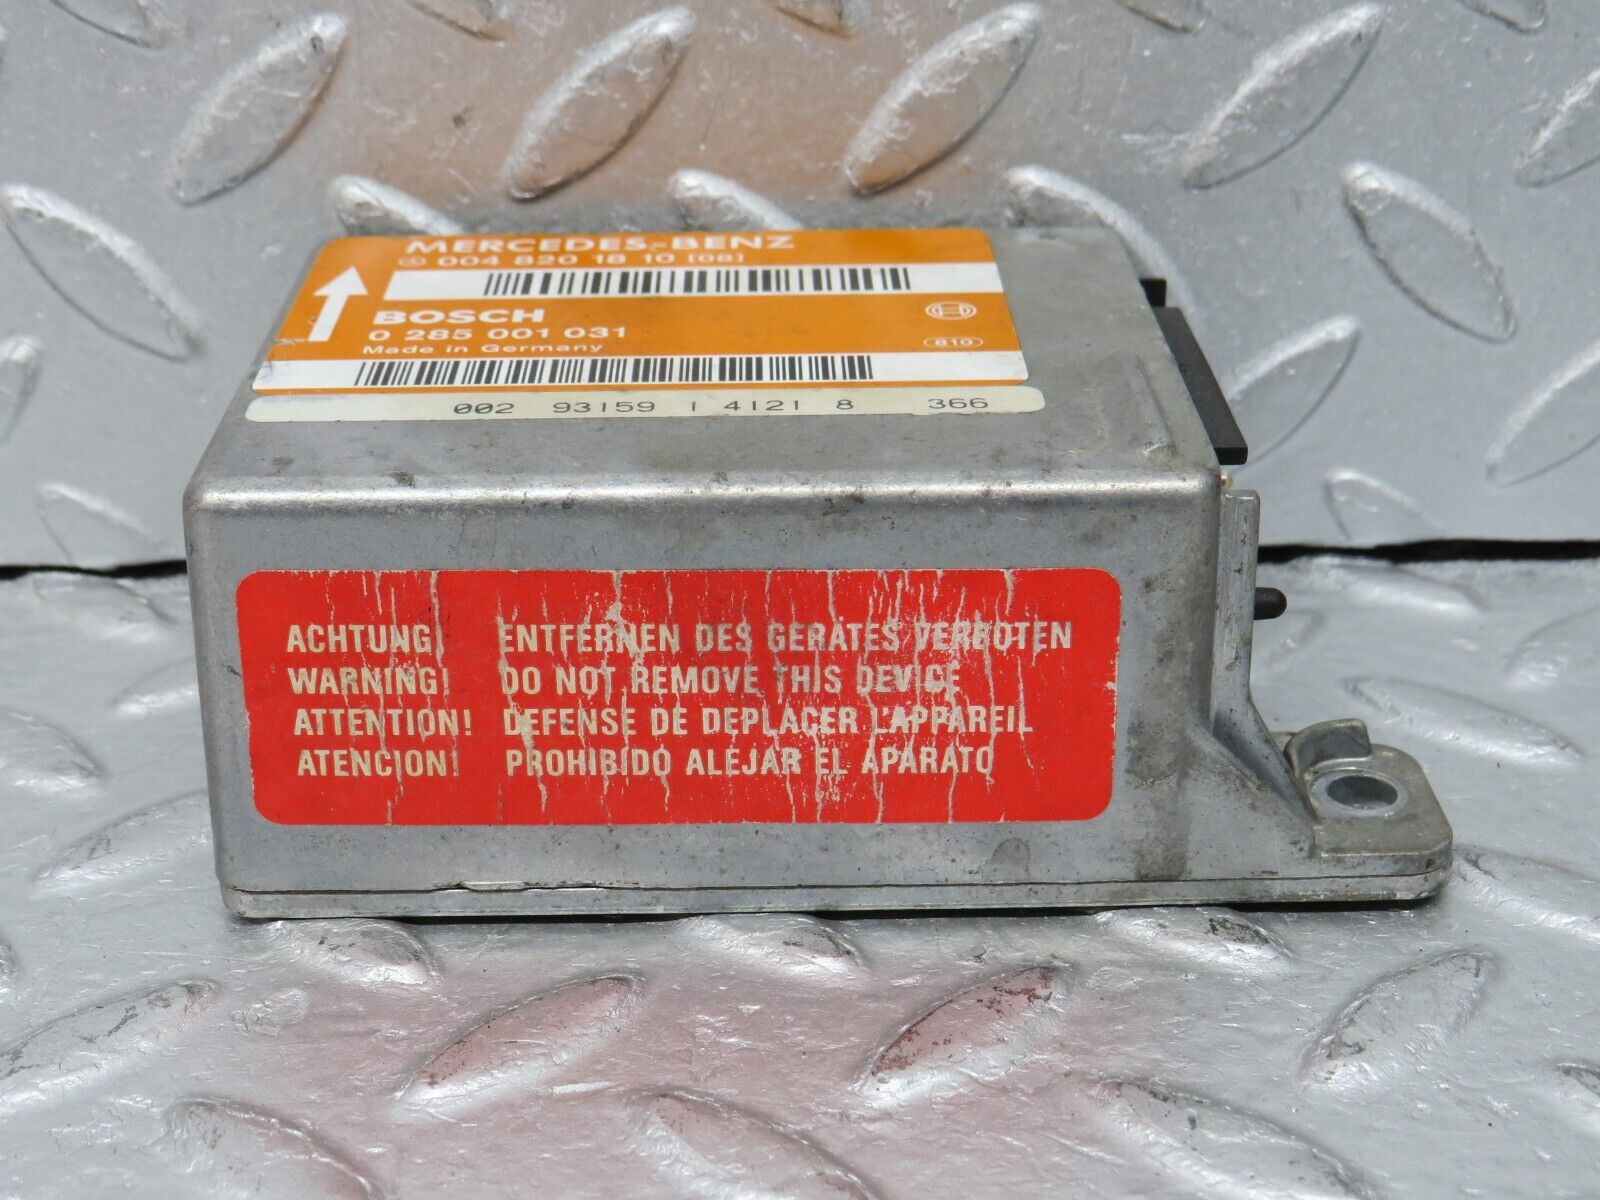 MERCEDES-BENZ
004 820 18 10 [08]
BOSCH
0 285 001 031
Made in Germany
810
002 93159 1 4121 8 366
ACHTUNG! ENTFERNEN DES GERÄTES VERBOTEN
WARNING! DO NOT REMOVE THIS DEVICE
ATTENTION! DEFENSE DE DEPLACER L'APPAREIL
ATENCION! PROHIBIDO ALEJAR EL APARATO